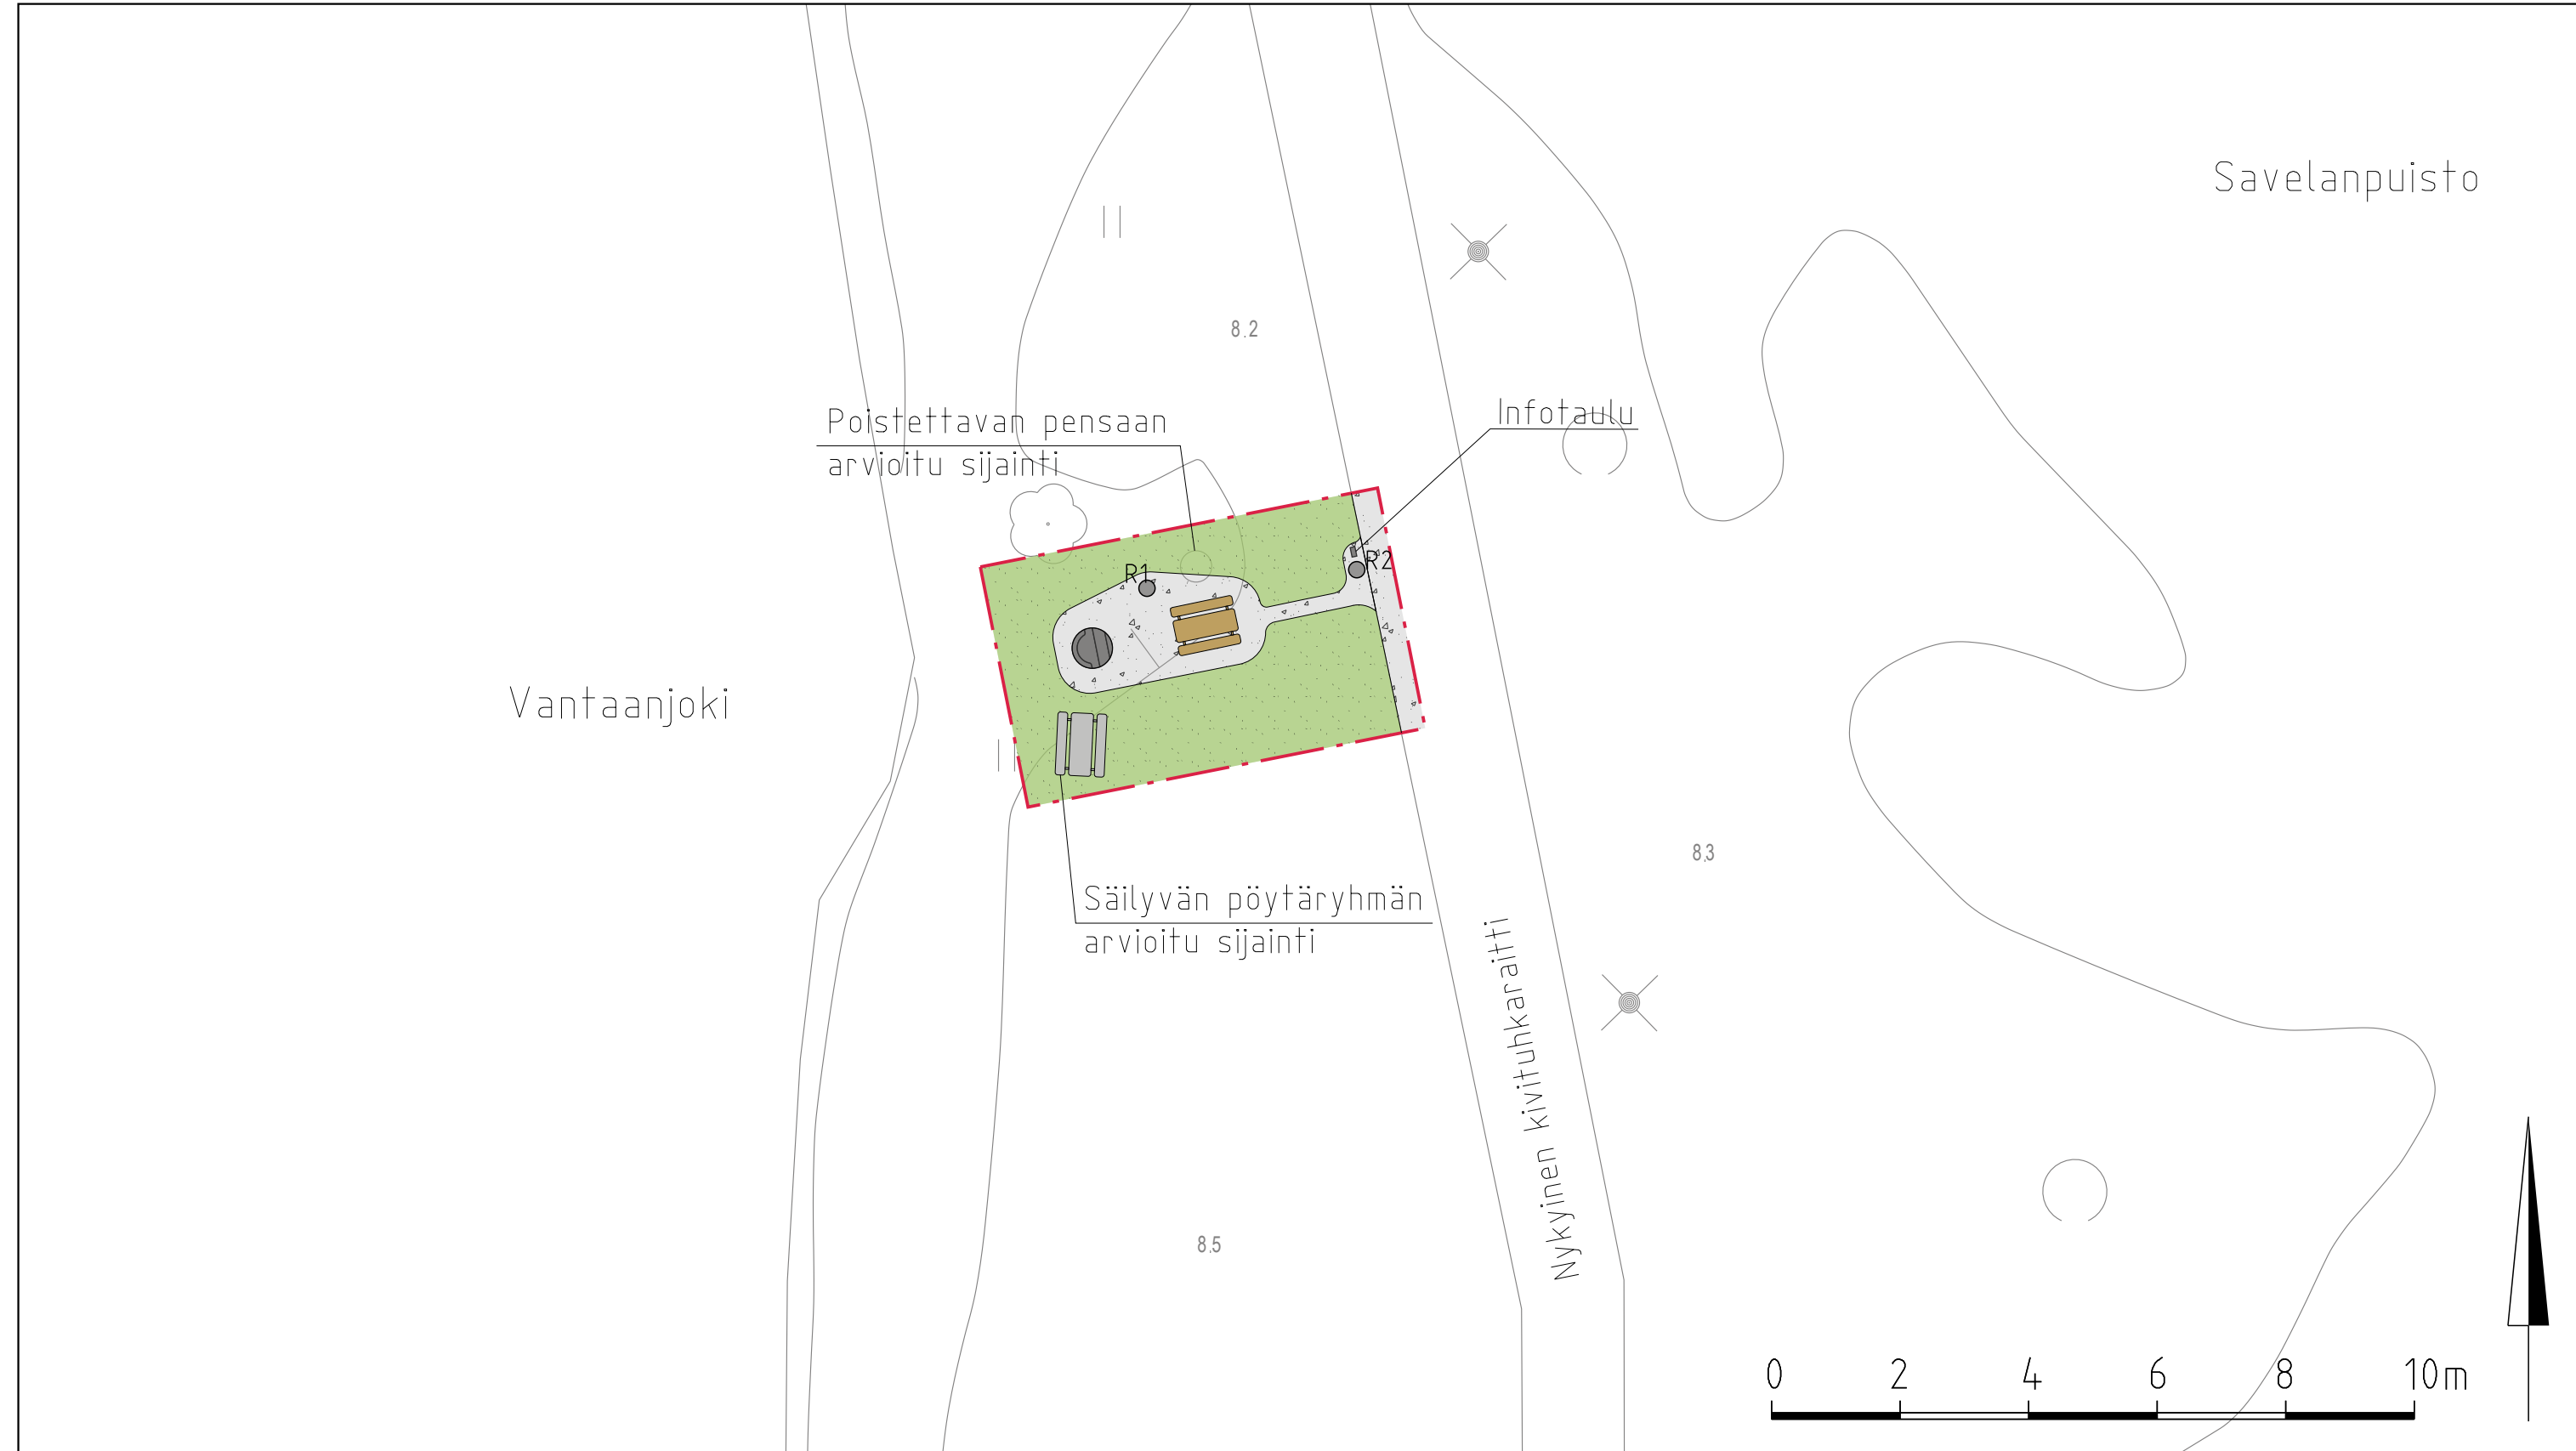 Savelanpuisto
8.2
Poistettavan pensaan
arvioitu sijainti
Infotaulu
R1
R2
Vantaanjoki
8.3
Säilyvän pöytäryhmän
arvioitu sijainti
Nykyinen kivituhkaraitti
8.5
0 2 4 6 8 10m